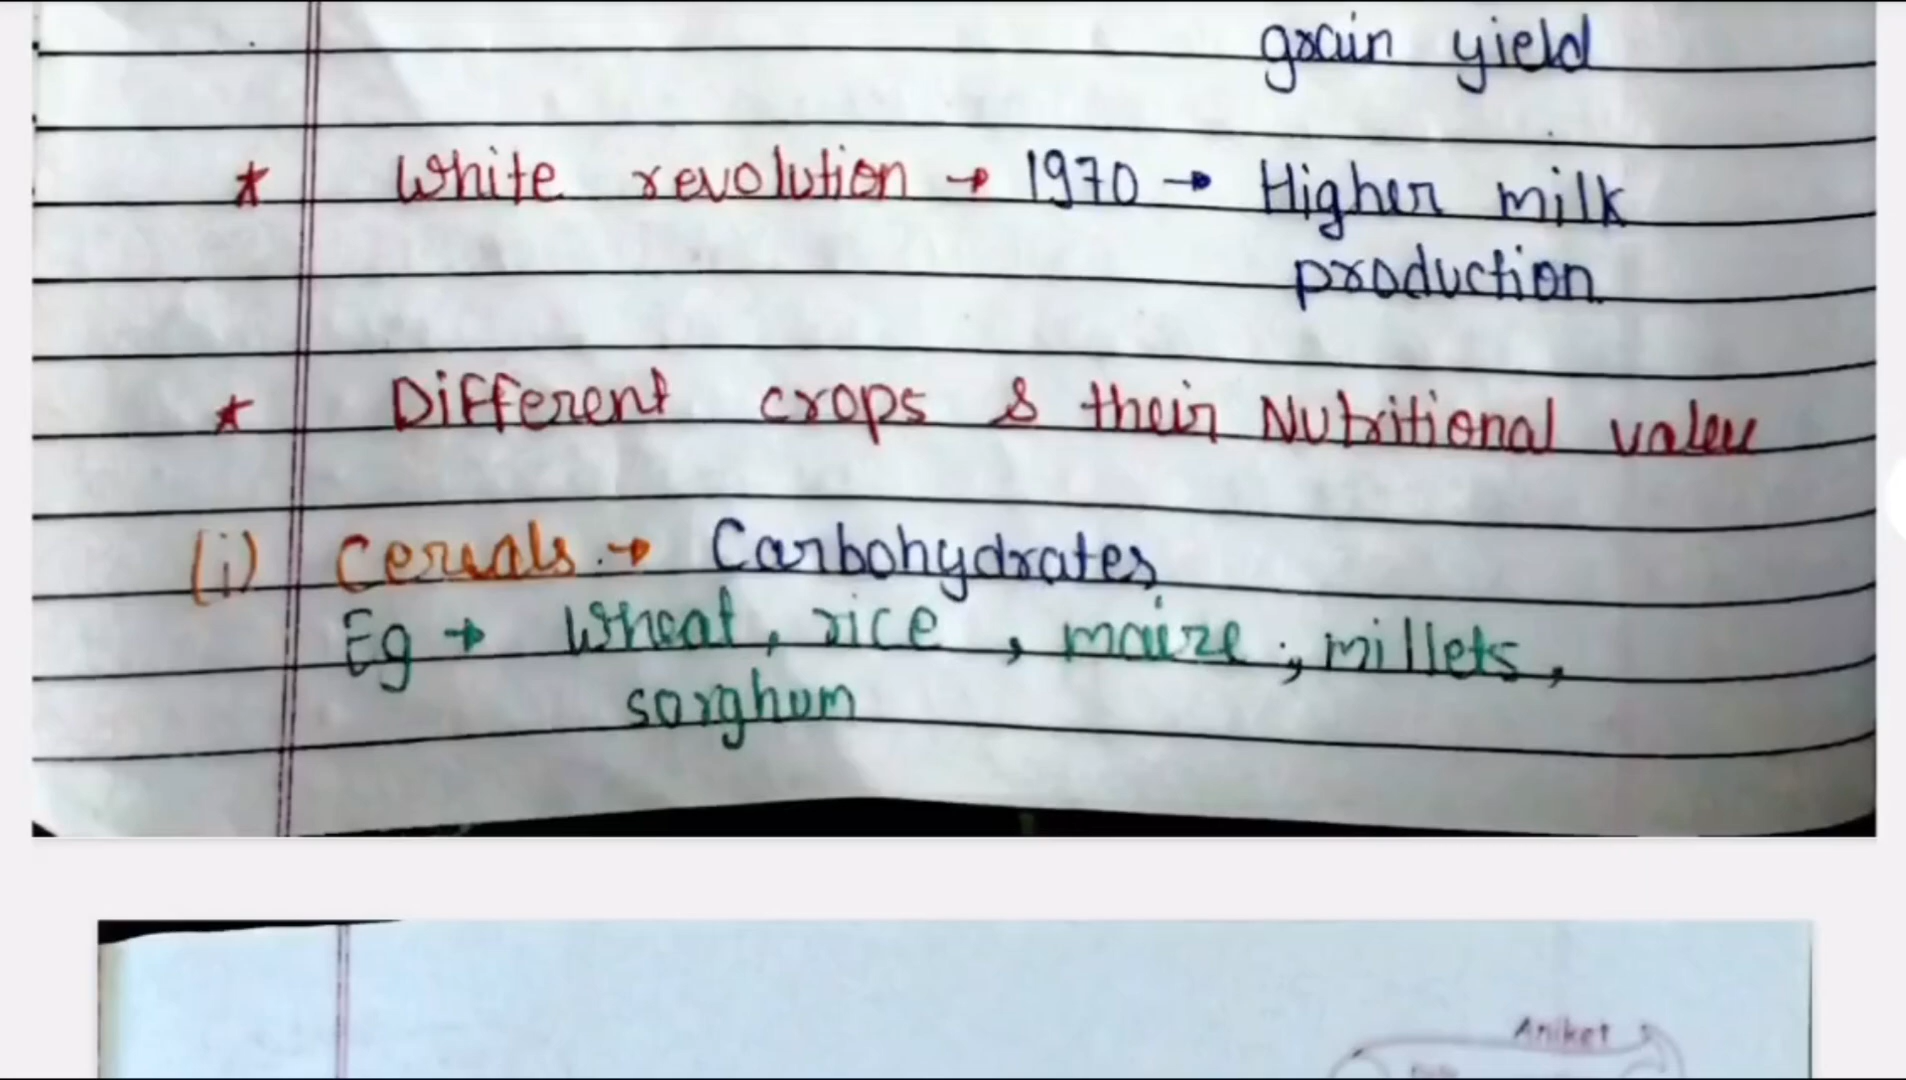 grain yield
* White revolution → 1970 → Higher milk
production
* Different crops & their Nutritional valeu
(i) Cereals → Carbohydrates
Eg → Wheat, rice, maize, millets,
sorghum
Aniket